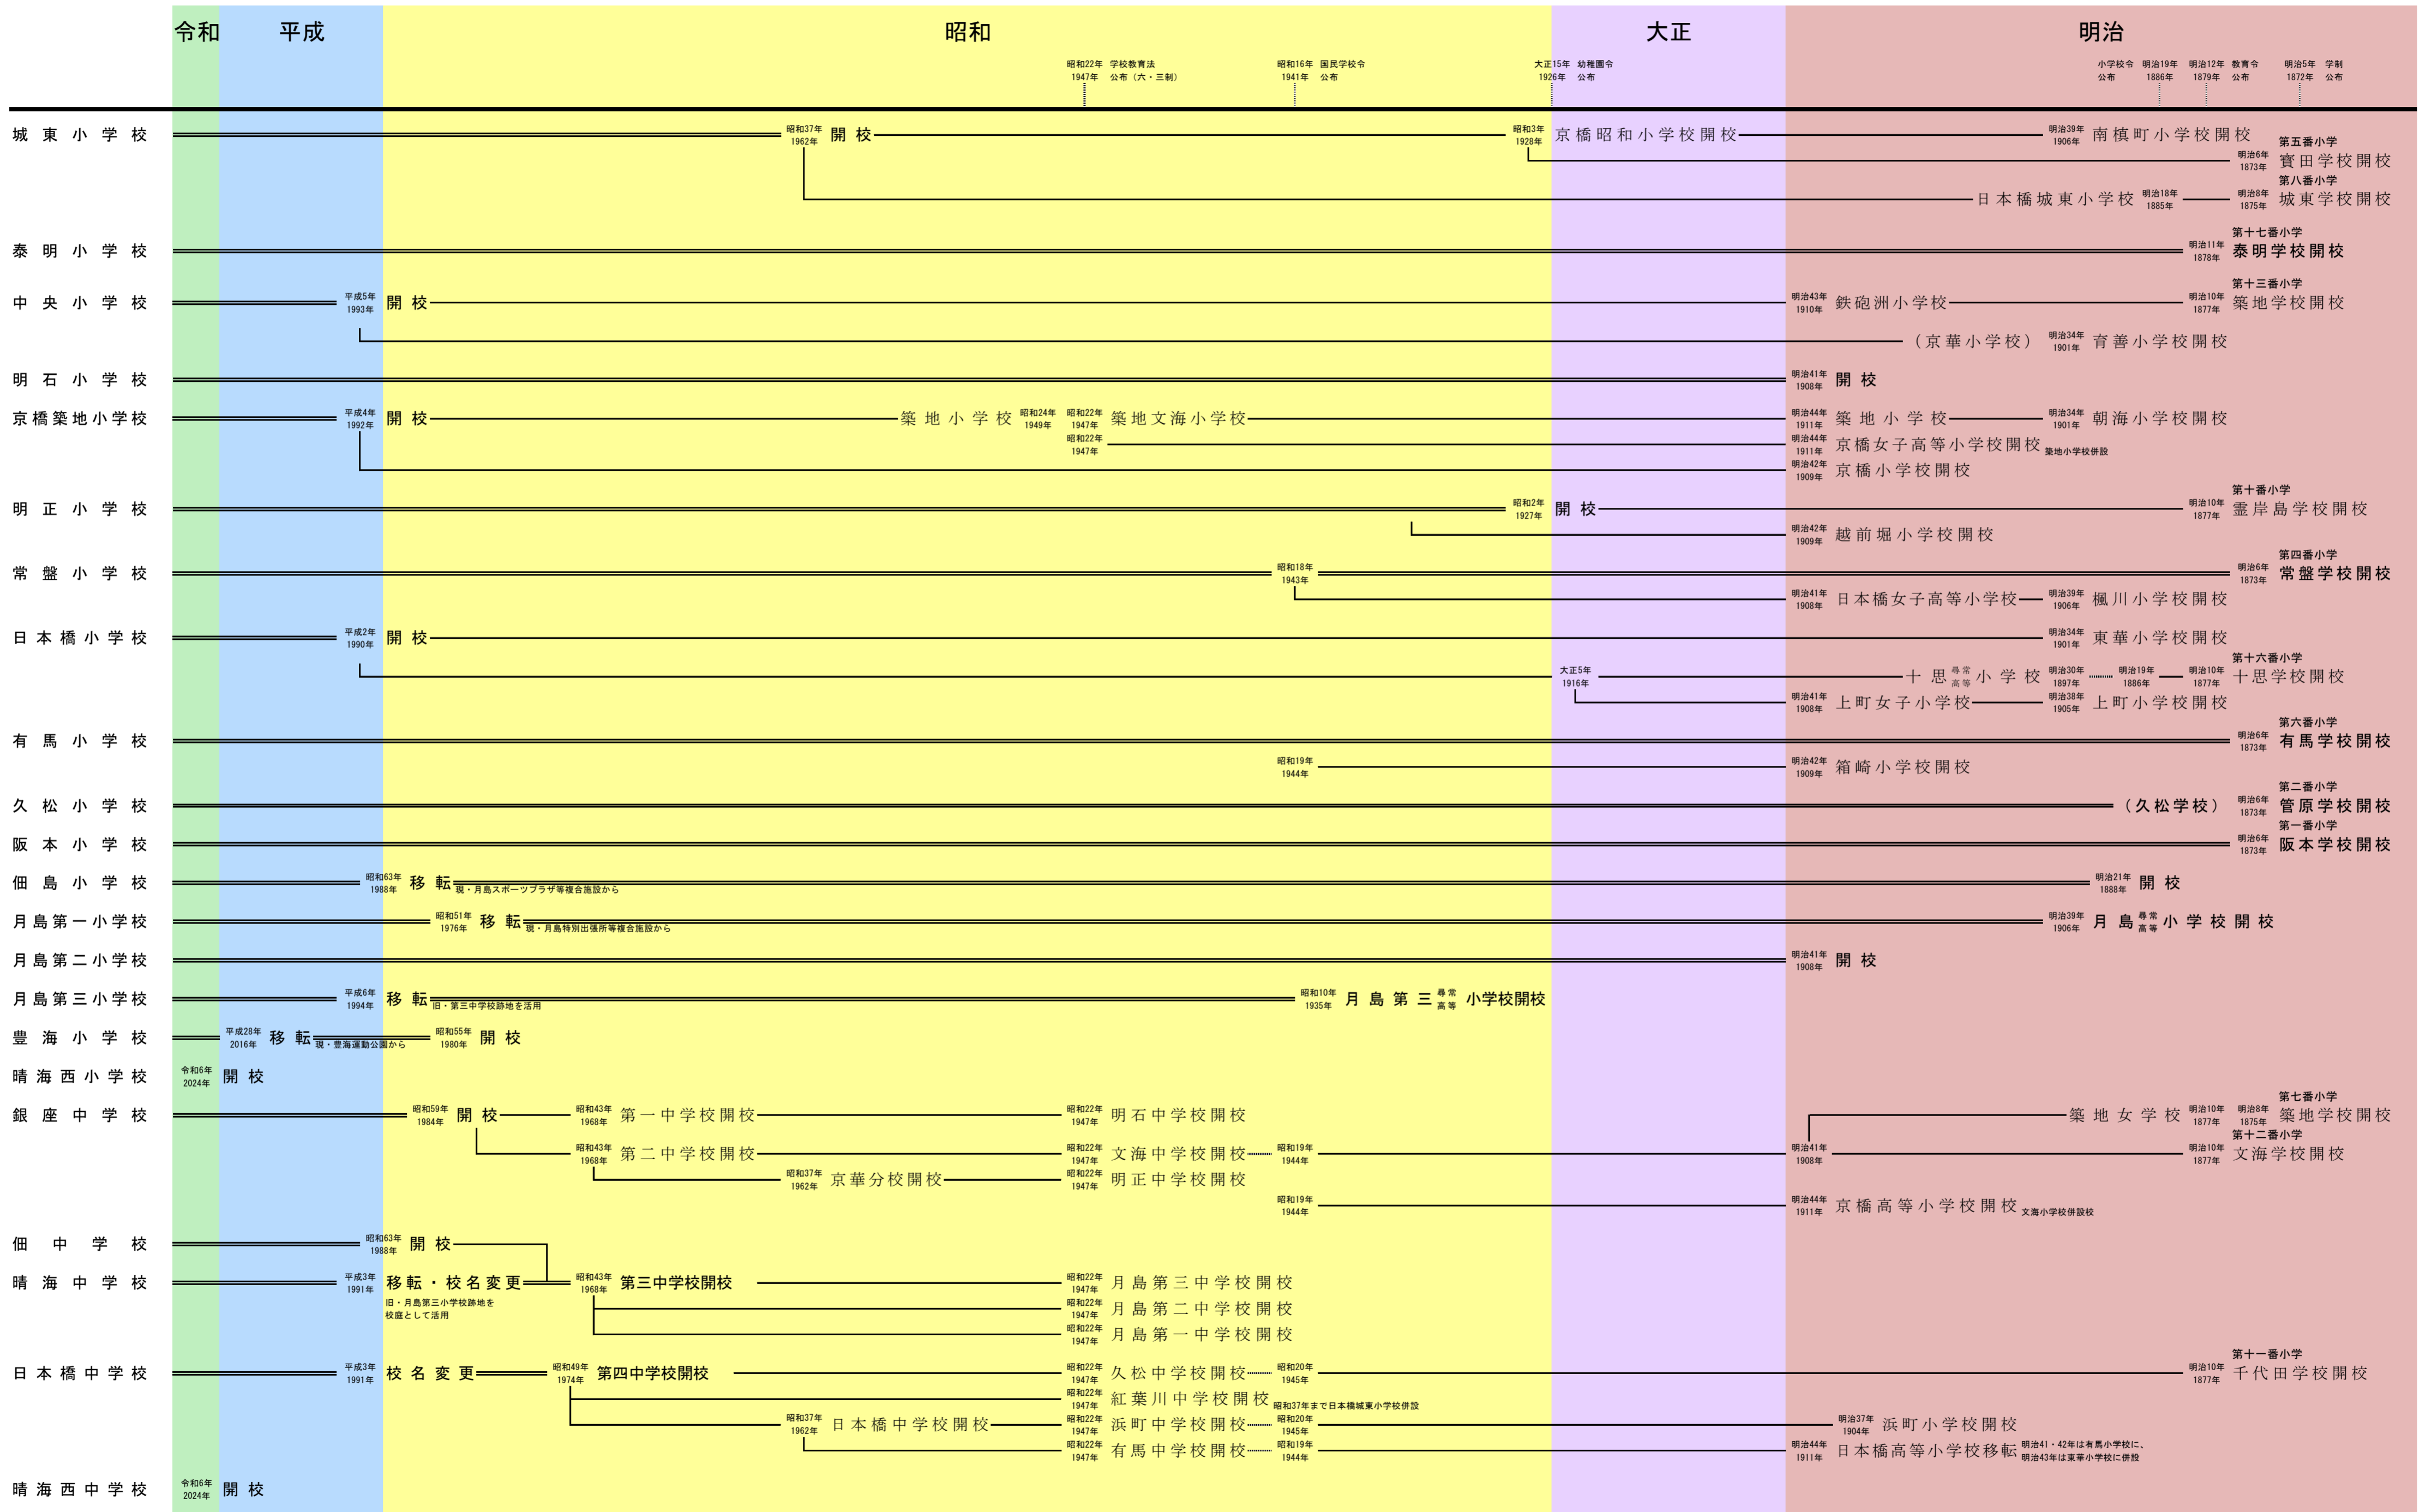 令和 平成 昭和 大正 明治
昭和22年 学校教育法 昭和16年 国民学校令 大正15年 幼稚園令 小学校令 明治19年 明治12年 教育令 明治5年 学制
1947年 公布（六・三制） 1941年 公布 1926年 公布 公布 1886年 1879年 公布 1872年 公布
城東小学校 昭和37年 1962年 開校 昭和3年 1928年 京橋昭和小学校開校 明治39年 1906年 南槙町小学校開校
第五番小学
明治6年 1873年 寳田学校開校
第八番小学
日本橋城東小学校 明治18年 1885年 明治8年 1875年 城東学校開校
第十七番小学
泰明小学校 明治11年 1878年 泰明学校開校
第十三番小学
中央小学校 平成5年 1993年 開校 明治43年 1910年 鉄砲洲小学校 明治10年 1877年 築地学校開校
（京華小学校） 明治34年 1901年 育善小学校開校
明石小学校 明治41年 1908年 開校
京橋築地小学校 平成4年 1992年 開校 築地小学校 昭和24年 1949年 昭和22年 1947年 築地文海小学校 明治44年 1911年 築地小学校 明治34年 1901年 朝海小学校開校
昭和22年 1947年 明治44年 1911年 京橋女子高等小学校開校 築地小学校併設
明治42年 1909年 京橋小学校開校
第十番小学
明正小学校 昭和2年 1927年 開校 明治10年 1877年 霊岸島学校開校
明治42年 1909年 越前堀小学校開校
第四番小学
常盤小学校 昭和18年 1943年 明治6年 1873年 常盤学校開校
明治41年 1908年 日本橋女子高等小学校 明治39年 1906年 楓川小学校開校
日本橋小学校 平成2年 1990年 開校 明治34年 1901年 東華小学校開校
第十六番小学
大正5年 1916年 十思尋常高等小学校 明治30年 1897年 明治19年 1886年 明治10年 1877年 十思学校開校
明治41年 1908年 上町女子小学校 明治38年 1905年 上町小学校開校
第六番小学
有馬小学校 明治6年 1873年 有馬学校開校
昭和19年 1944年 明治42年 1909年 箱崎小学校開校
第二番小学
久松小学校 （久松学校） 明治6年 1873年 管原学校開校
第一番小学
阪本小学校 明治6年 1873年 阪本学校開校
佃島小学校 昭和63年 1988年 移転 現・月島スポーツプラザ等複合施設から 明治21年 1888年 開校
月島第一小学校 昭和51年 1976年 移転 現・月島特別出張所等複合施設から 明治39年 1906年 月島尋常高等小学校開校
月島第二小学校 明治41年 1908年 開校
月島第三小学校 平成6年 1994年 移転 旧・第三中学校跡地を活用 昭和10年 1935年 月島第三尋常高等小学校開校
豊海小学校 平成28年 2016年 移転 現・豊海運動公園から 昭和55年 1980年 開校
晴海西小学校 令和6年 2024年 開校
第七番小学
銀座中学校 昭和59年 1984年 開校 昭和43年 1968年 第一中学校開校 昭和22年 1947年 明石中学校開校 築地女学校 明治10年 1877年 明治8年 1875年 築地学校開校
第十二番小学
昭和43年 1968年 第二中学校開校 昭和22年 1947年 文海中学校開校 昭和19年 1944年 明治41年 1908年 明治10年 1877年 文海学校開校
昭和37年 1962年 京華分校開校 昭和22年 1947年 明正中学校開校
昭和19年 1944年 明治44年 1911年 京橋高等小学校開校 文海小学校併設校
佃中学校 昭和63年 1988年 開校
晴海中学校 平成3年 1991年 移転・校名変更 昭和43年 1968年 第三中学校開校 昭和22年 1947年 月島第三中学校開校
旧・月島第三小学校跡地を
校庭として活用
昭和22年 1947年 月島第二中学校開校
昭和22年 1947年 月島第一中学校開校
第十一番小学
日本橋中学校 平成3年 1991年 校名変更 昭和49年 1974年 第四中学校開校 昭和22年 1947年 久松中学校開校 昭和20年 1945年 明治10年 1877年 千代田学校開校
昭和22年 1947年 紅葉川中学校開校 昭和37年まで日本橋城東小学校併設
昭和37年 1962年 日本橋中学校開校 昭和22年 1947年 浜町中学校開校 昭和20年 1945年 明治37年 1904年 浜町小学校開校
昭和22年 1947年 有馬中学校開校 昭和19年 1944年 明治44年 1911年 日本橋高等小学校移転 明治41・42年は有馬小学校に、
明治43年は東華小学校に併設
晴海西中学校 令和6年 2024年 開校